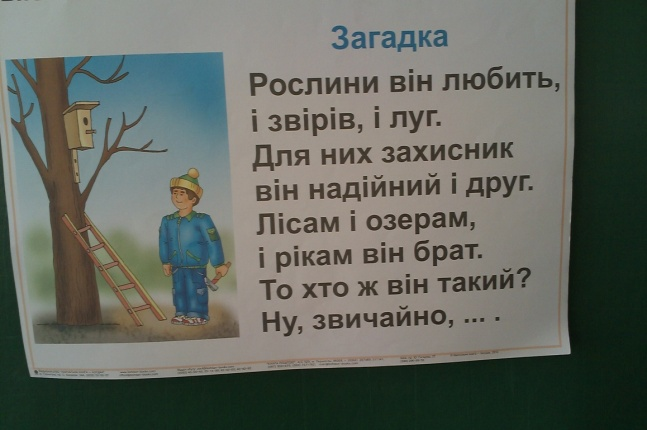 Загадка
Рослини він любить,
і звірів, і луг.
Для них захисник
він надійний і друг.
Лісам і озерам,
і рікам він брат.
То хто ж він такий?
Ну, звичайно, ... .